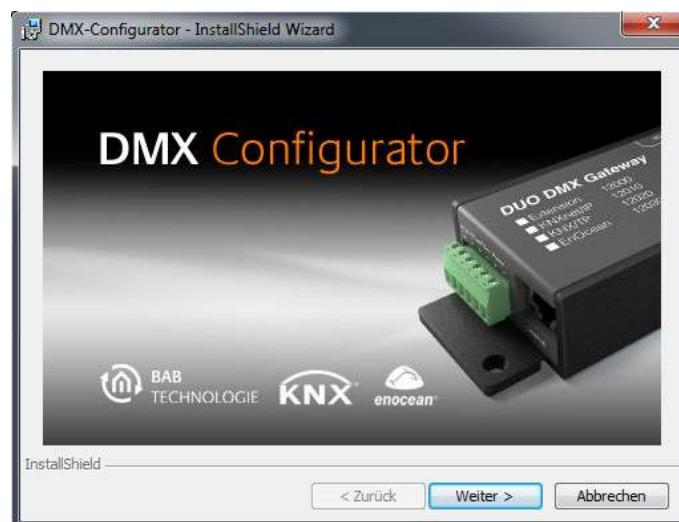 DMX-Configurator - InstallShield Wizard
DMX Configurator
DUO DMX Gateway
Extension 12000
KNXnet/IP 12010
KNX/TP 12020
EnOcean 12030
BAB
TECHNOLOGIE
KNX
enocean
InstallShield
< Zurück
Weiter >
Abbrechen